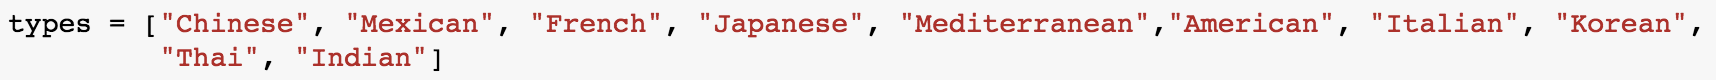 types = ["Chinese", "Mexican", "French", "Japanese", "Mediterranean","American", "Italian", "Korean",
"Thai", "Indian"]